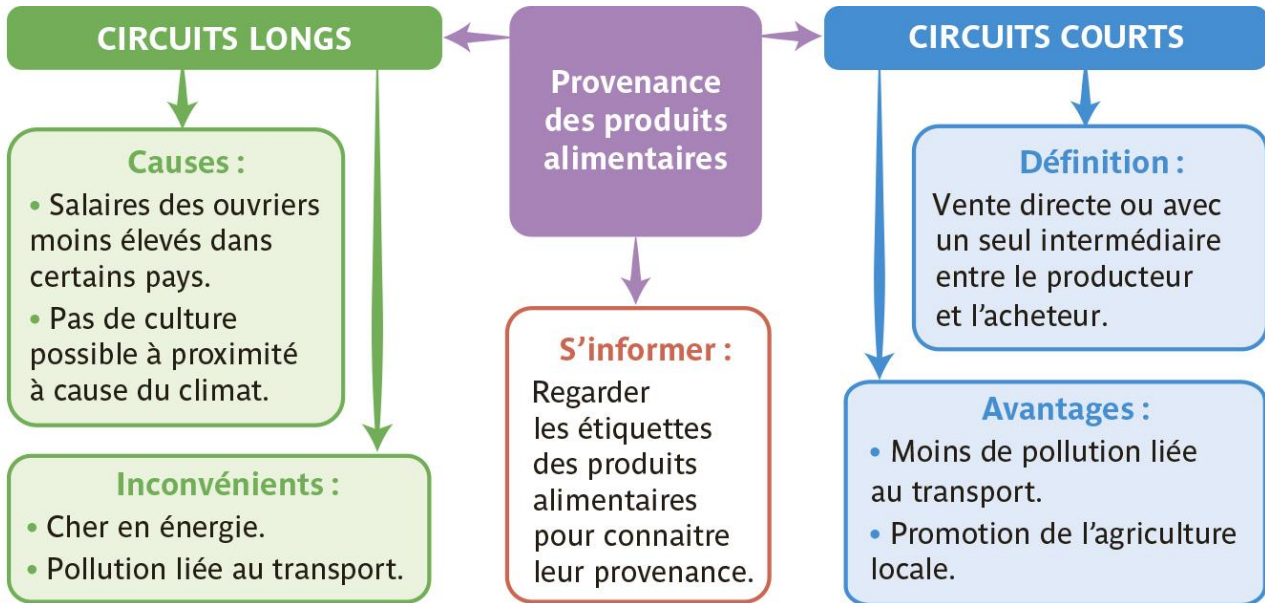 CIRCUITS LONGS
Causes :
• Salaires des ouvriers
moins élevés dans
certains pays.
• Pas de culture
possible à proximité
à cause du climat.
Inconvénients :
• Cher en énergie.
• Pollution liée au transport.
Provenance
des produits
alimentaires
S'informer :
Regarder
les étiquettes
des produits
alimentaires
pour connaitre
leur provenance.
CIRCUITS COURTS
Définition :
Vente directe ou avec
un seul intermédiaire
entre le producteur
et l'acheteur.
Avantages :
• Moins de pollution liée
au transport.
• Promotion de l'agriculture
locale.